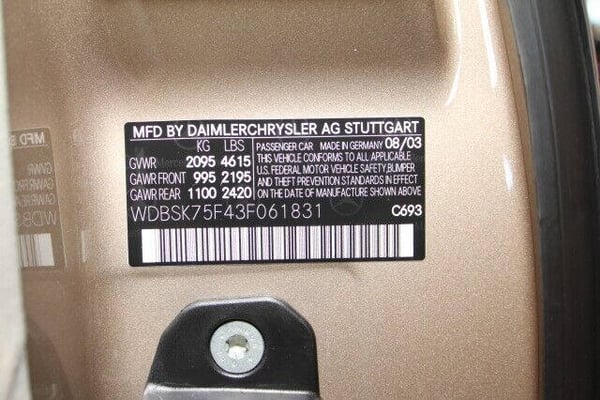 MFD BY DAIMLERCHRYSLER AG STUTTGART
KG LBS
GVWR 2095 4615
GAWR FRONT 995 2195
GAWR REAR 1100 2420
PASSENGER CAR MADE IN GERMANY 08/03
THIS VEHICLE CONFORMS TO ALL APPLICABLE
U.S. FEDERAL MOTOR VEHICLE SAFETY,BUMPER
AND THEFT PREVENTION STANDARDS IN EFFECT
ON THE DATE OF MANUFACTURE SHOWN ABOVE
WDBSK75F43F061831
C693